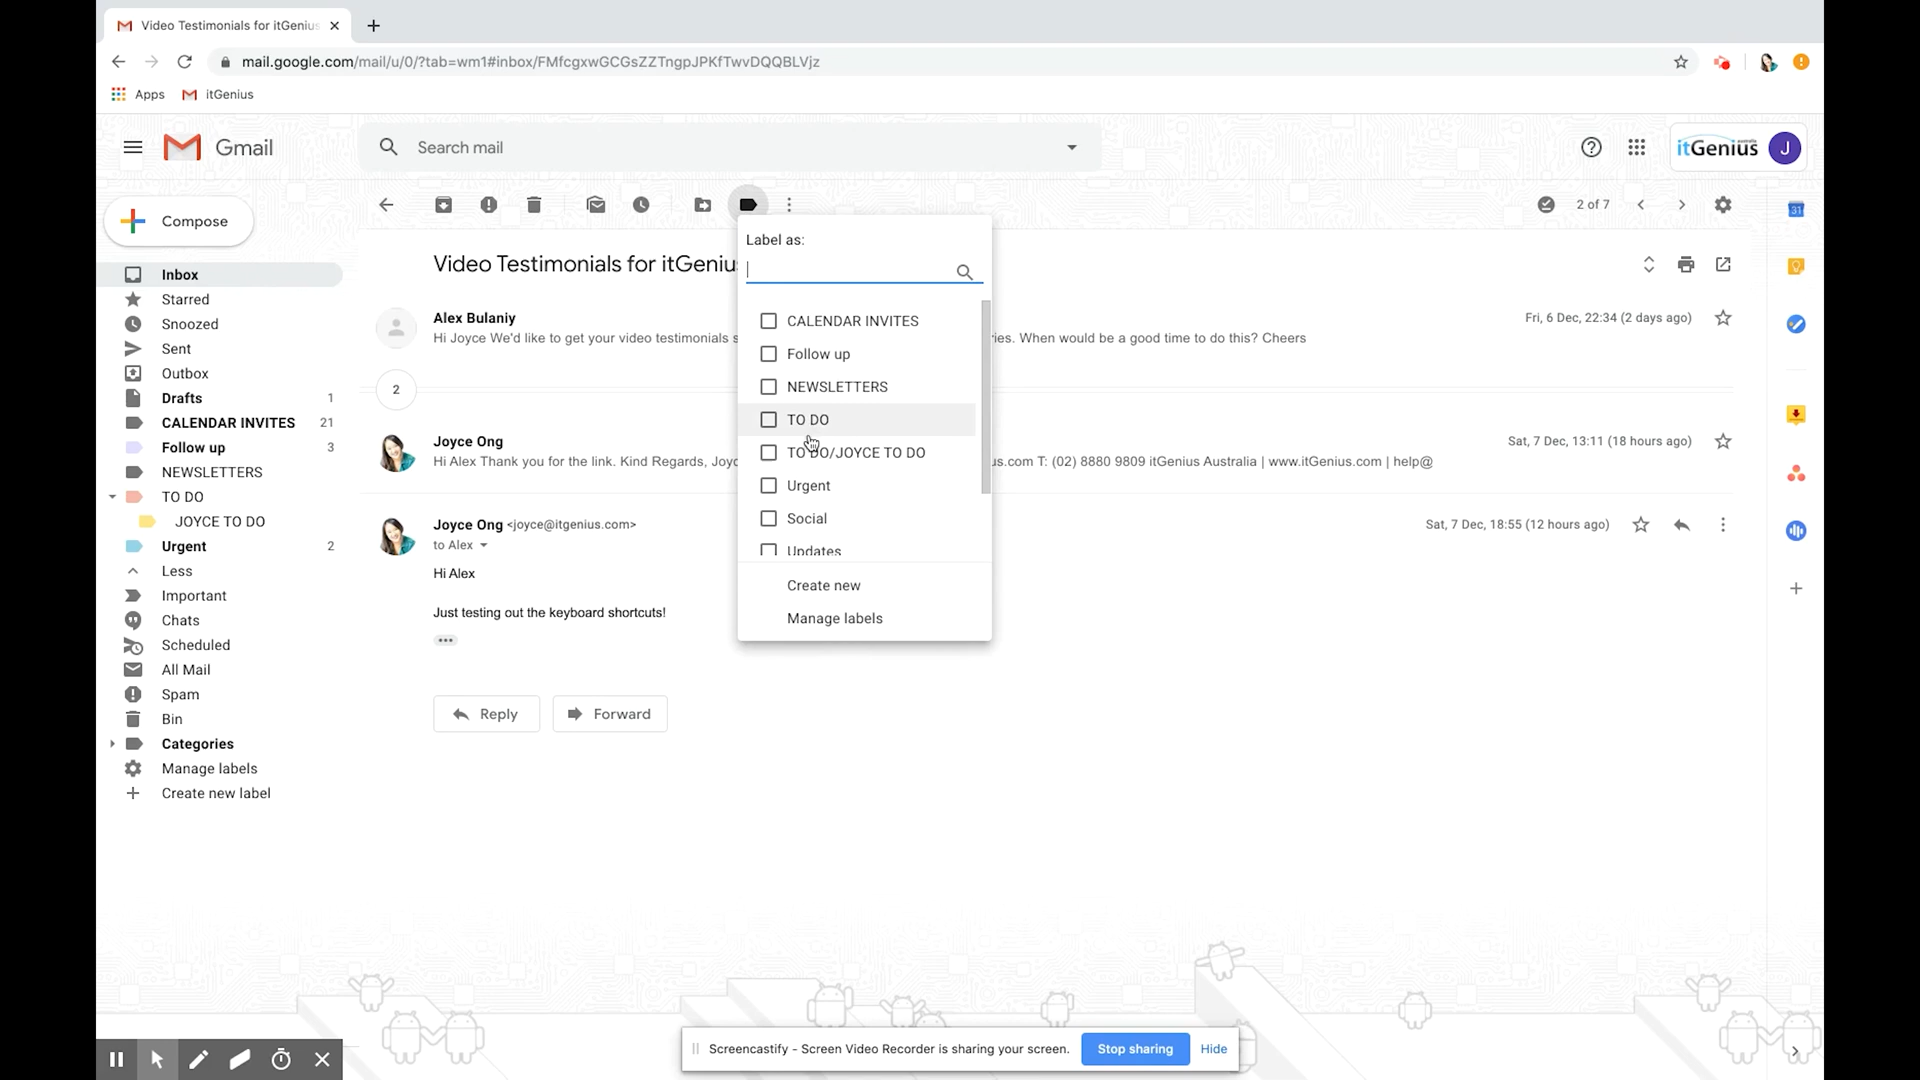 Video Testimonials for itGenius
mail.google.com/mail/u/0/?tab=wm1#inbox/FMfcgxwGCGsZZTngpJPKfTwvDQQBLVjz
Apps
itGenius
Gmail
Search mail
itGenius
australia
J
Compose
2 of 7
31
Inbox
Starred
Snoozed
Sent
Outbox
Drafts 1
CALENDAR INVITES 21
Follow up 3
NEWSLETTERS
TO DO
JOYCE TO DO
Urgent 2
Less
Important
Chats
Scheduled
All Mail
Spam
Bin
Categories
Manage labels
Create new label
Video Testimonials for itGenius
Alex Bulaniy
Fri, 6 Dec, 22:34 (2 days ago)
Hi Joyce We'd like to get your video testimonials s
ies. When would be a good time to do this? Cheers
2
Joyce Ong
Sat, 7 Dec, 13:11 (18 hours ago)
Hi Alex Thank you for the link. Kind Regards, Joyc
us.com T: (02) 8880 9809 itGenius Australia | www.itGenius.com | help@
Joyce Ong <joyce@itgenius.com>
Sat, 7 Dec, 18:55 (12 hours ago)
to Alex
Hi Alex
Just testing out the keyboard shortcuts!
Reply
Forward
Label as:
CALENDAR INVITES
Follow up
NEWSLETTERS
TO DO
TO DO/JOYCE TO DO
Urgent
Social
Updates
Create new
Manage labels
Screencastify - Screen Video Recorder is sharing your screen.
Stop sharing
Hide